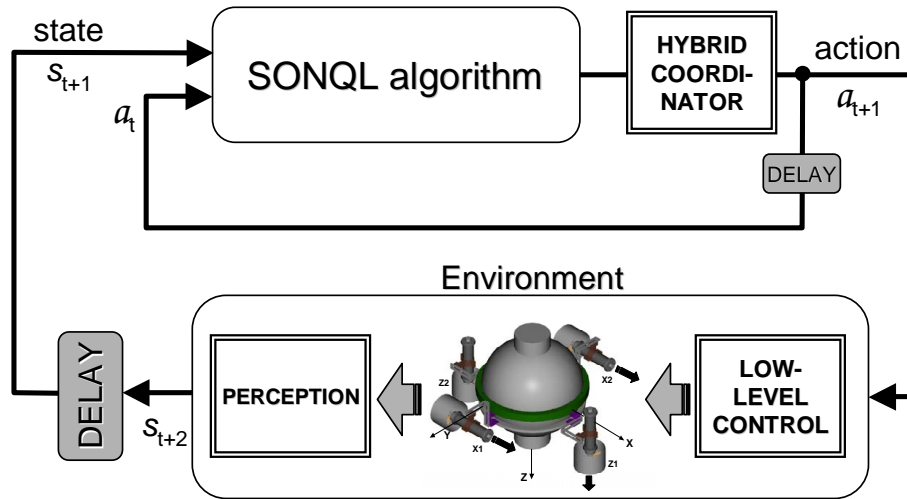 state
s_t+1
a_t
SONQL algorithm
HYBRID
COORDI-
NATOR
action
a_t+1
DELAY
Environment
DELAY
s_t+2
PERCEPTION
Z2
X2
Y
X1
Z
Z1
X
LOW-
LEVEL
CONTROL